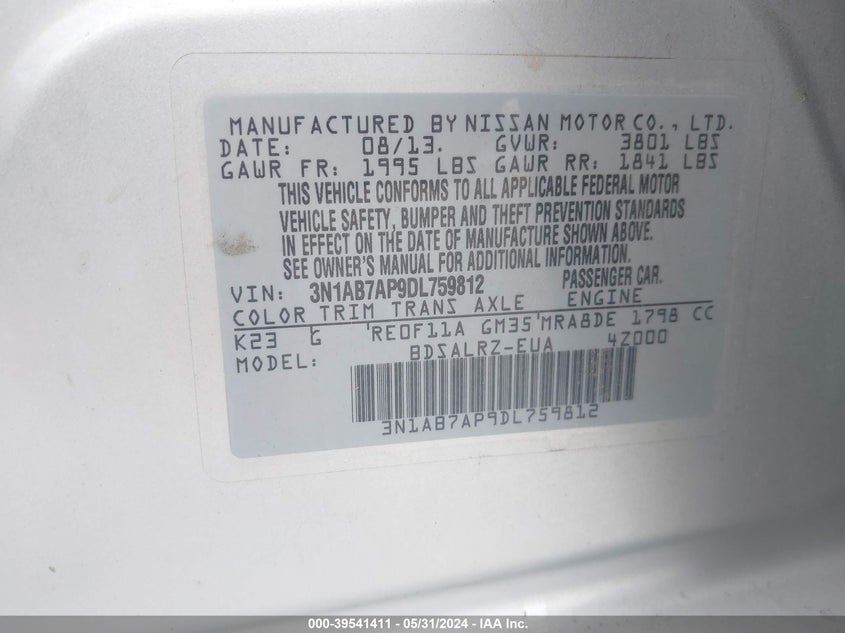 MANUFACTURED BY NISSAN MOTOR CO., LTD.
DATE: 08/13. GVWR: 3801 LBS
GAWR FR: 1995 LBS GAWR RR: 1841 LBS
THIS VEHICLE CONFORMS TO ALL APPLICABLE FEDERAL MOTOR
VEHICLE SAFETY, BUMPER AND THEFT PREVENTION STANDARDS
IN EFFECT ON THE DATE OF MANUFACTURE SHOWN ABOVE.
SEE OWNER'S MANUAL FOR ADDITIONAL INFORMATION.
VIN: 3N1AB7AP9DL759812 PASSENGER CAR.
COLOR TRIM TRANS AXLE ENGINE
K23 G 'RE0F11A GM35'MRA8DE 1798 CC
MODEL: BDSALRZ-EUA 4Z000
3N1AB7AP9DL759812
000-39541411 - 05/31/2024 - IAA Inc.